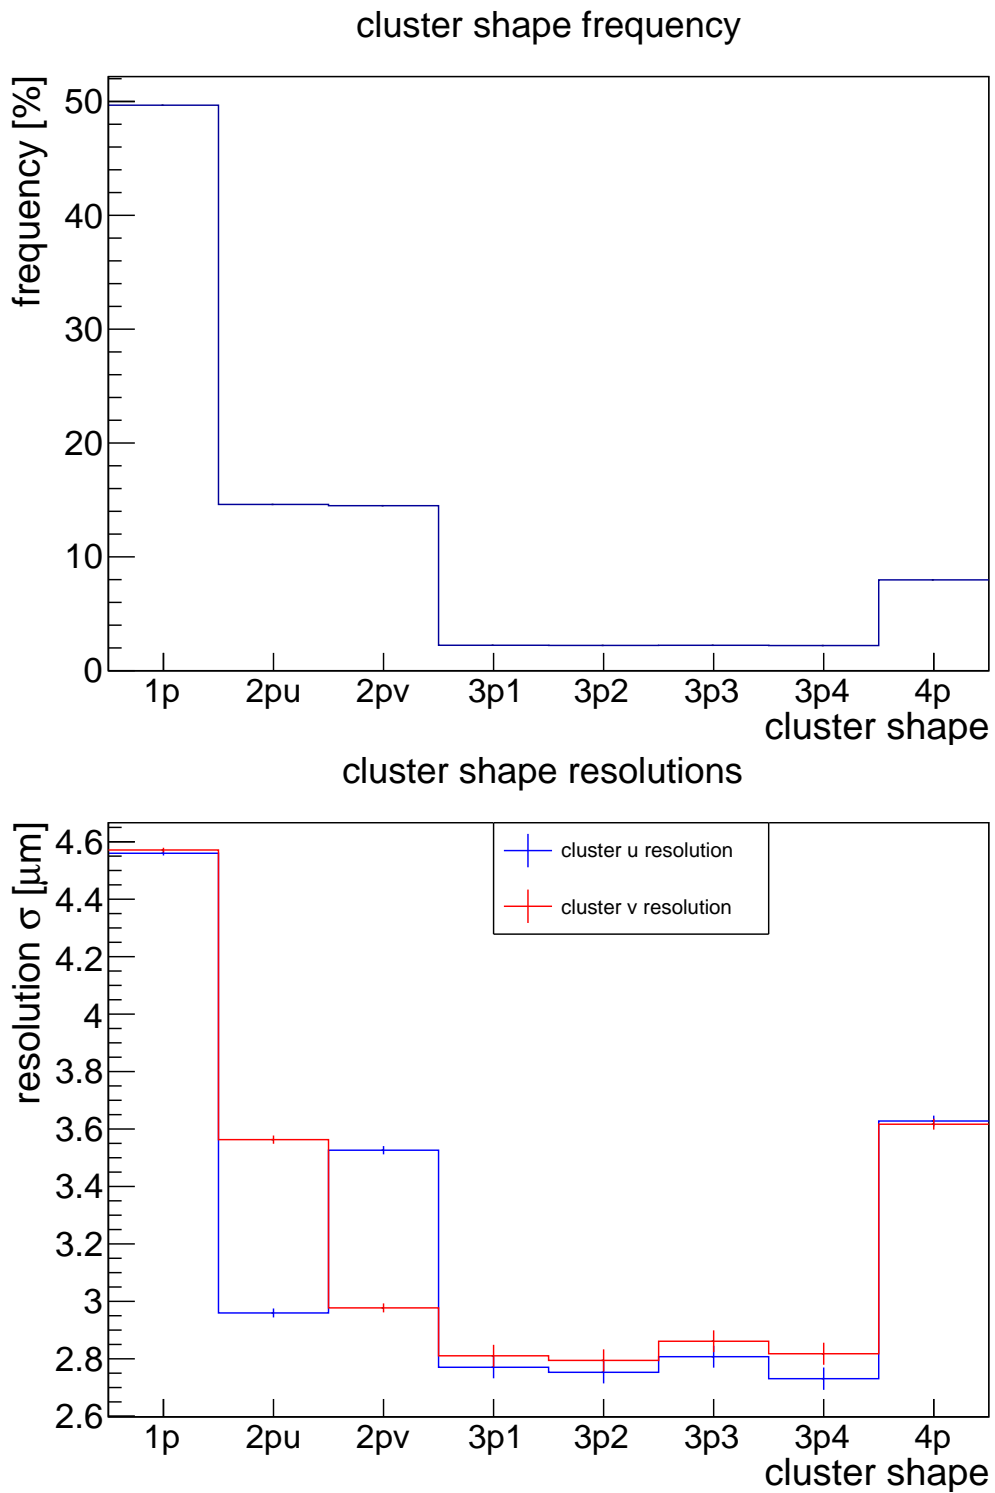 cluster shape frequency
frequency [%]
50
40
30
20
10
0
1p 2pu 2pv 3p1 3p2 3p3 3p4 4p
cluster shape
cluster shape resolutions
resolution σ [μm]
4.6
4.4
4.2
4
3.8
3.6
3.4
3.2
3
2.8
2.6
cluster u resolution
cluster v resolution
1p 2pu 2pv 3p1 3p2 3p3 3p4 4p
cluster shape